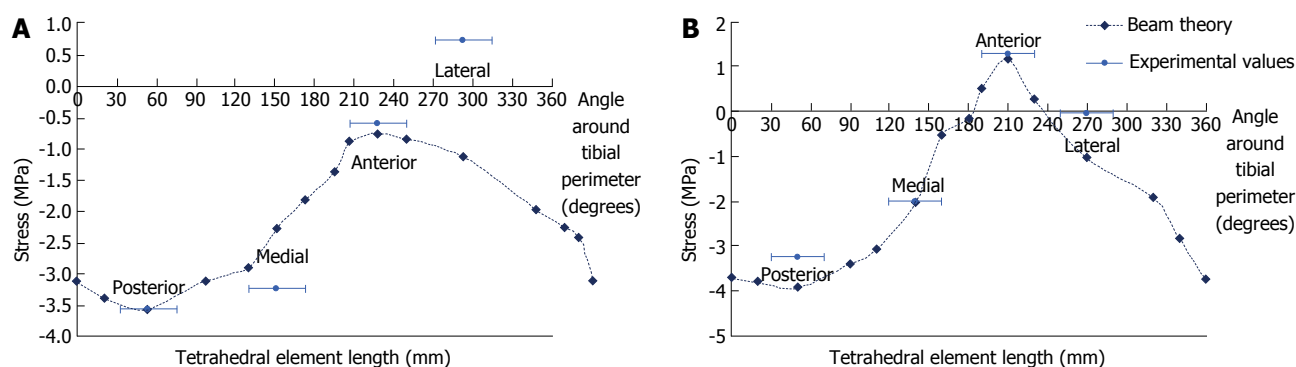 A
1.0
0.5
0.0
-0.5
-1.0
-1.5
-2.0
-2.5
-3.0
-3.5
-4.0
Stress (MPa)
0 30 60 90 120 150 180 210 240 270 300 330 360
Lateral
Anterior
Medial
Posterior
Angle
around
tibial
perimeter
(degrees)
Tetrahedral element length (mm)
B
2
1
0
-1
-2
-3
-4
-5
Stress (MPa)
0 30 60 90 120 150 180 210 240 270 300 330 360
Anterior
Lateral
Medial
Posterior
Beam theory
Experimental values
Angle
around
tibial
perimeter
(degrees)
Tetrahedral element length (mm)